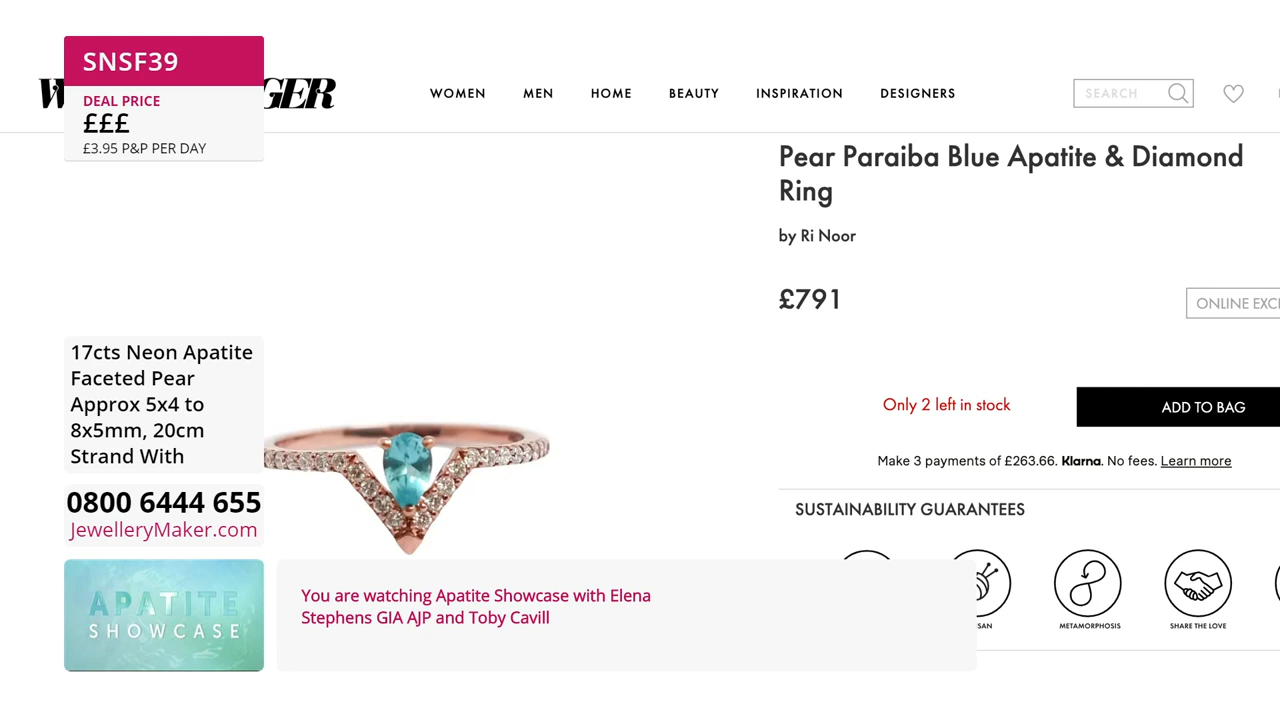 SNSF39
DEAL PRICE
£££
£3.95 P&P PER DAY
GER
WOMEN
MEN
HOME
BEAUTY
INSPIRATION
DESIGNERS
SEARCH
Pear Paraiba Blue Apatite & Diamond
Ring
by Ri Noor
£791
ONLINE EXC
Only 2 left in stock
ADD TO BAG
Make 3 payments of £263.66. Klarna. No fees. Learn more
SUSTAINABILITY GUARANTEES
SAN
METAMORPHOSIS
SHARE THE LOVE
17cts Neon Apatite
Faceted Pear
Approx 5x4 to
8x5mm, 20cm
Strand With
0800 6444 655
JewelleryMaker.com
APATITE
SHOWCASE
You are watching Apatite Showcase with Elena
Stephens GIA AJP and Toby Cavill